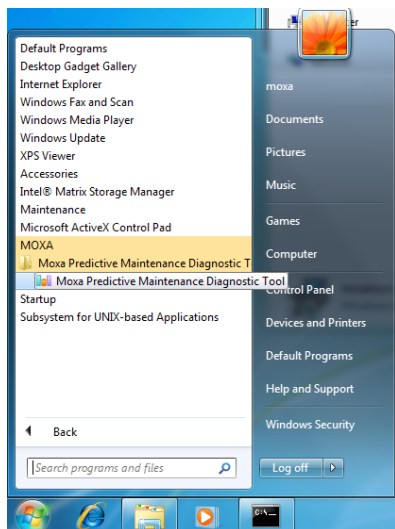 Default Programs
Desktop Gadget Gallery
Internet Explorer
Windows Fax and Scan
Windows Media Player
Windows Update
XPS Viewer
Accessories
Intel® Matrix Storage Manager
Maintenance
Microsoft ActiveX Control Pad
MOXA
Moxa Predictive Maintenance Diagnostic T
Moxa Predictive Maintenance Diagnostic Tool
Startup
Subsystem for UNIX-based Applications
Back
Search programs and files
moxa
Documents
Pictures
Music
Games
Computer
Control Panel
Devices and Printers
Default Programs
Help and Support
Windows Security
Log off
C:\_